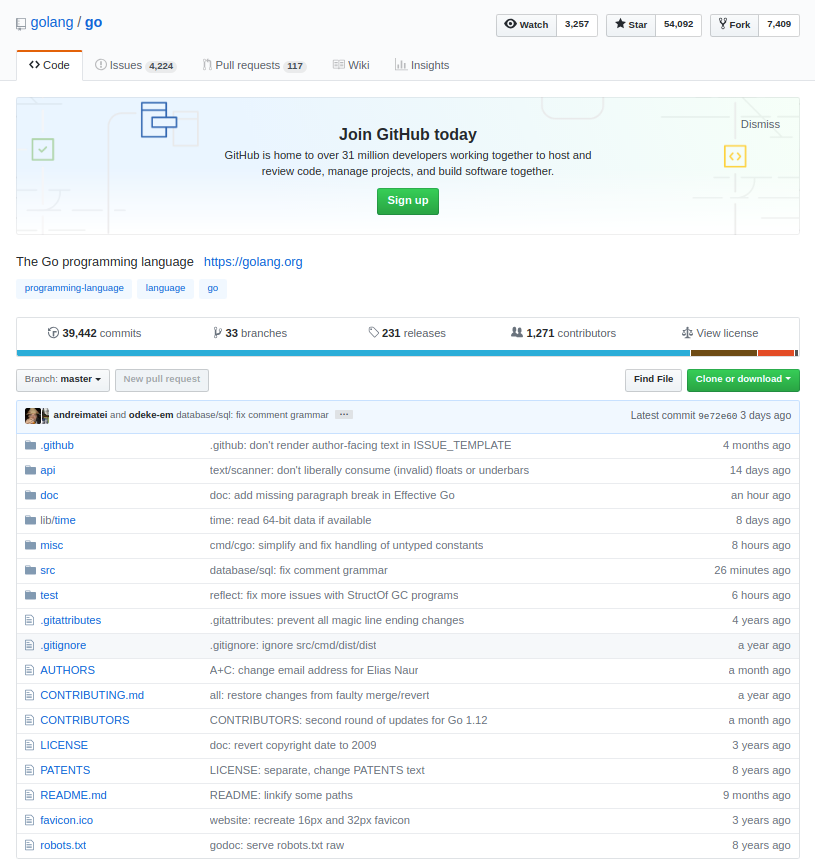 golang / go
Watch 3,257 Star 54,092 Fork 7,409
Code Issues 4,224 Pull requests 117 Wiki Insights
Dismiss
Join GitHub today
GitHub is home to over 31 million developers working together to host and
review code, manage projects, and build software together.
Sign up
The Go programming language https://golang.org
programming-language language go
39,442 commits 33 branches 231 releases 1,271 contributors View license
Branch: master New pull request Find File Clone or download
andreimatei and odeke-em database/sql: fix comment grammar ... Latest commit 9e72e60 3 days ago
.github .github: don't render author-facing text in ISSUE_TEMPLATE 4 months ago
api text/scanner: don't liberally consume (invalid) floats or underbars 14 days ago
doc doc: add missing paragraph break in Effective Go an hour ago
lib/time time: read 64-bit data if available 8 days ago
misc cmd/cgo: simplify and fix handling of untyped constants 8 hours ago
src database/sql: fix comment grammar 26 minutes ago
test reflect: fix more issues with StructOf GC programs 6 hours ago
.gitattributes .gitattributes: prevent all magic line ending changes 4 years ago
.gitignore .gitignore: ignore src/cmd/dist/dist a year ago
AUTHORS A+C: change email address for Elias Naur a month ago
CONTRIBUTING.md all: restore changes from faulty merge/revert a year ago
CONTRIBUTORS CONTRIBUTORS: second round of updates for Go 1.12 a month ago
LICENSE doc: revert copyright date to 2009 3 years ago
PATENTS LICENSE: separate, change PATENTS text 8 years ago
README.md README: linkify some paths 9 months ago
favicon.ico website: recreate 16px and 32px favicon 3 years ago
robots.txt godoc: serve robots.txt raw 8 years ago